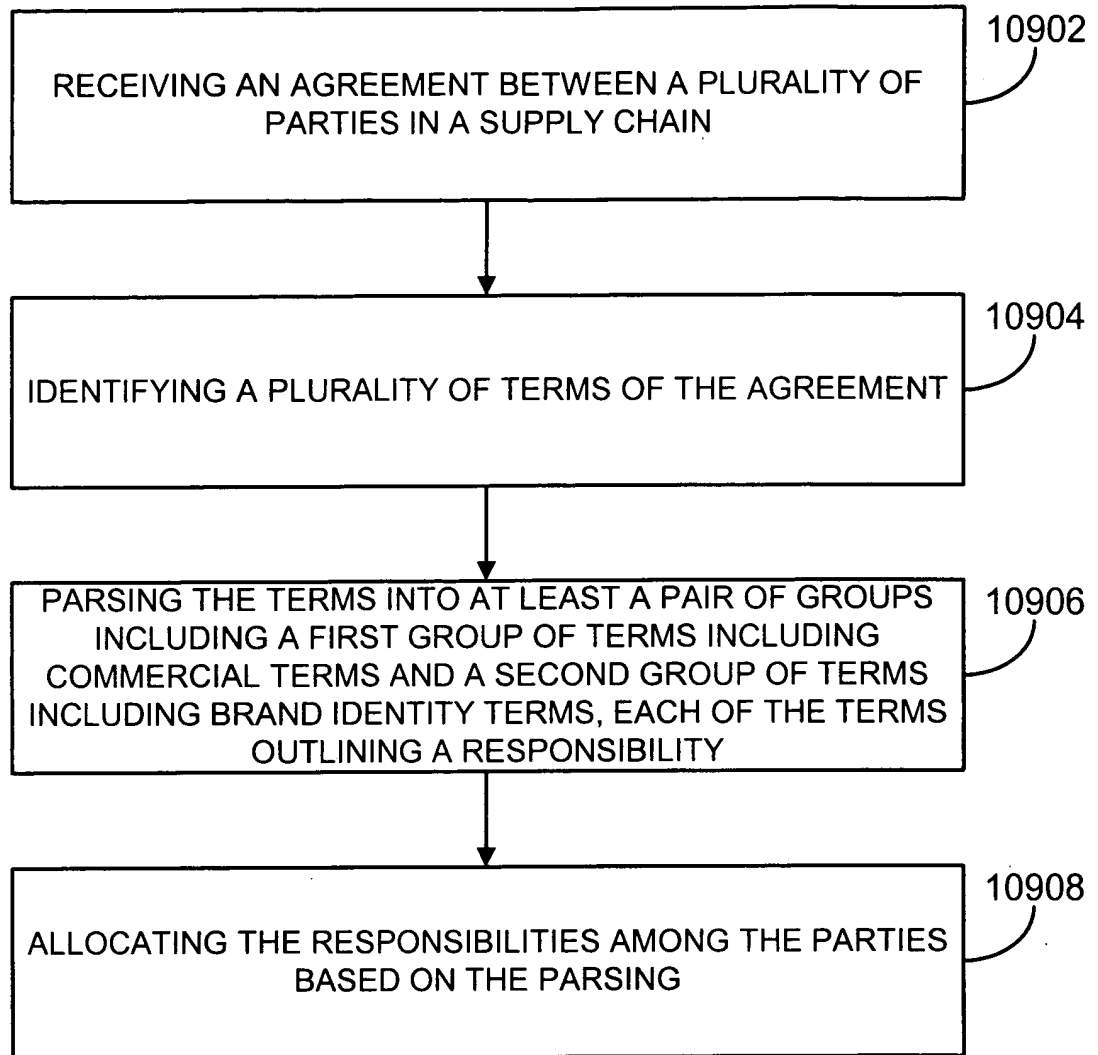 10902
RECEIVING AN AGREEMENT BETWEEN A PLURALITY OF
PARTIES IN A SUPPLY CHAIN
10904
IDENTIFYING A PLURALITY OF TERMS OF THE AGREEMENT
10906
PARSING THE TERMS INTO AT LEAST A PAIR OF GROUPS
INCLUDING A FIRST GROUP OF TERMS INCLUDING
COMMERCIAL TERMS AND A SECOND GROUP OF TERMS
INCLUDING BRAND IDENTITY TERMS, EACH OF THE TERMS
OUTLINING A RESPONSIBILITY
10908
ALLOCATING THE RESPONSIBILITIES AMONG THE PARTIES
BASED ON THE PARSING